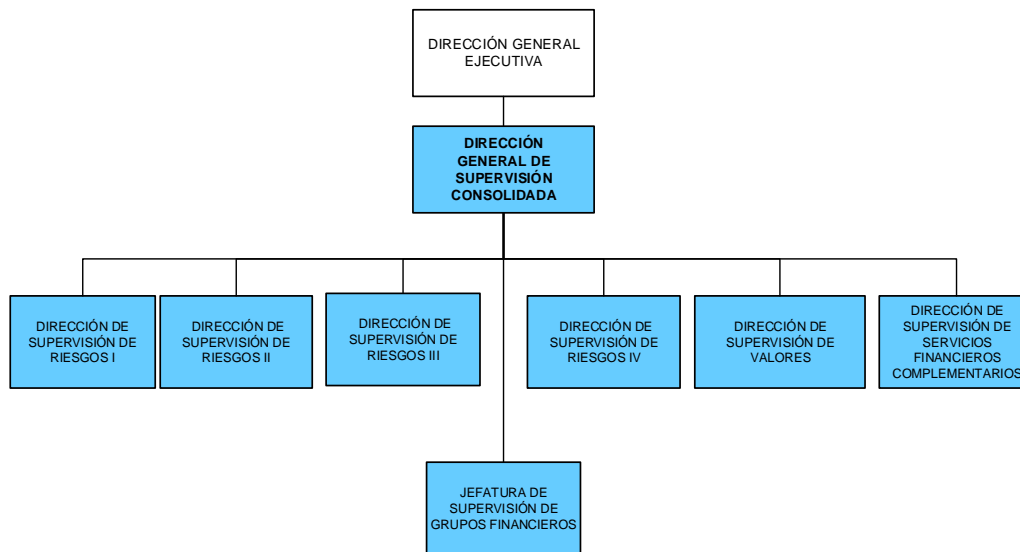 DIRECCIÓN GENERAL
EJECUTIVA
DIRECCIÓN
GENERAL DE
SUPERVISIÓN
CONSOLIDADA
DIRECCIÓN DE
SUPERVISIÓN DE
RIESGOS I
DIRECCIÓN DE
SUPERVISIÓN DE
RIESGOS II
DIRECCIÓN DE
SUPERVISIÓN DE
RIESGOS III
DIRECCIÓN DE
SUPERVISIÓN DE
RIESGOS IV
DIRECCIÓN DE
SUPERVISIÓN DE
VALORES
DIRECCIÓN DE
SUPERVISIÓN DE
SERVICIOS
FINANCIEROS
COMPLEMENTARIOS
JEFATURA DE
SUPERVISIÓN DE
GRUPOS FINANCIEROS